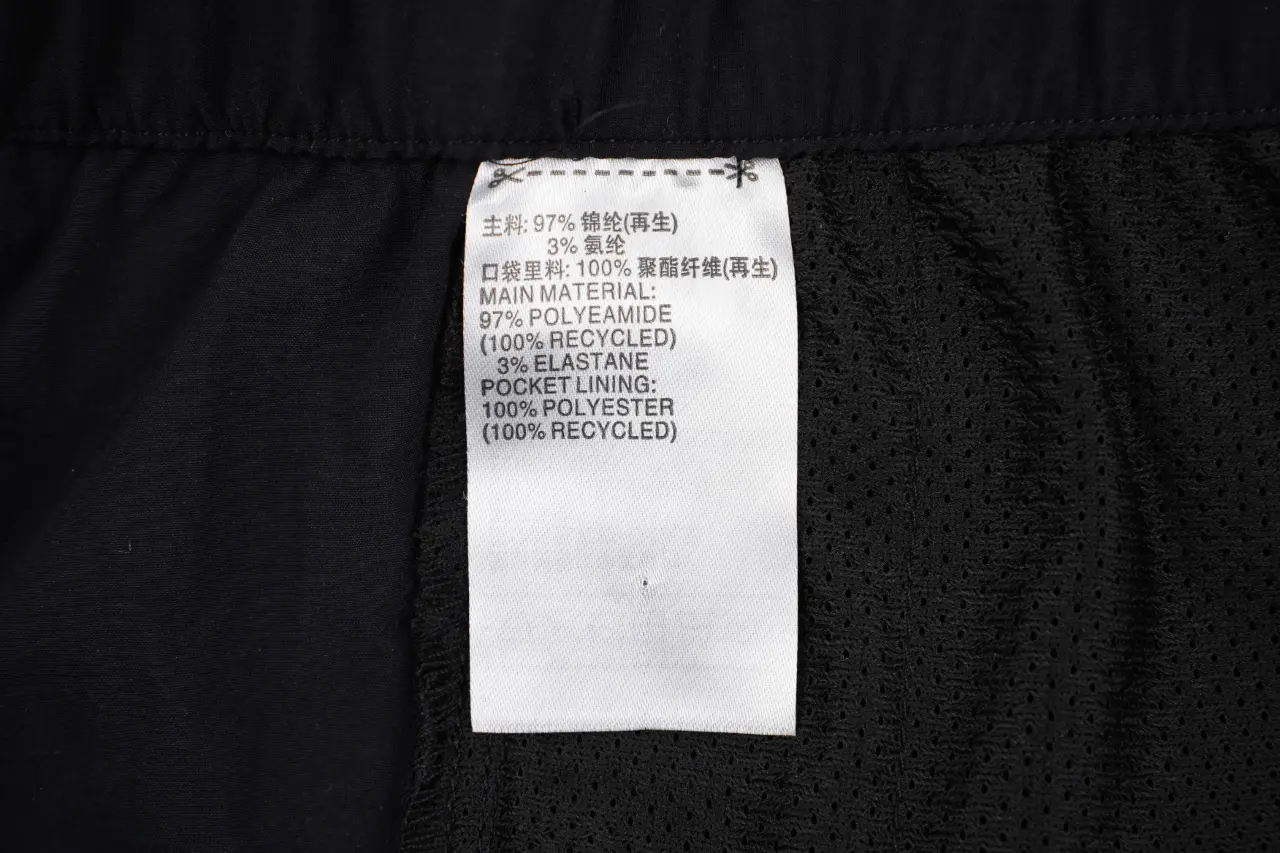 主料: 97% 锦纶(再生)
3% 氨纶
口袋里料: 100% 聚酯纤维(再生)
MAIN MATERIAL:
97% POLYEAMIDE
(100% RECYCLED)
3% ELASTANE
POCKET LINING:
100% POLYESTER
(100% RECYCLED)